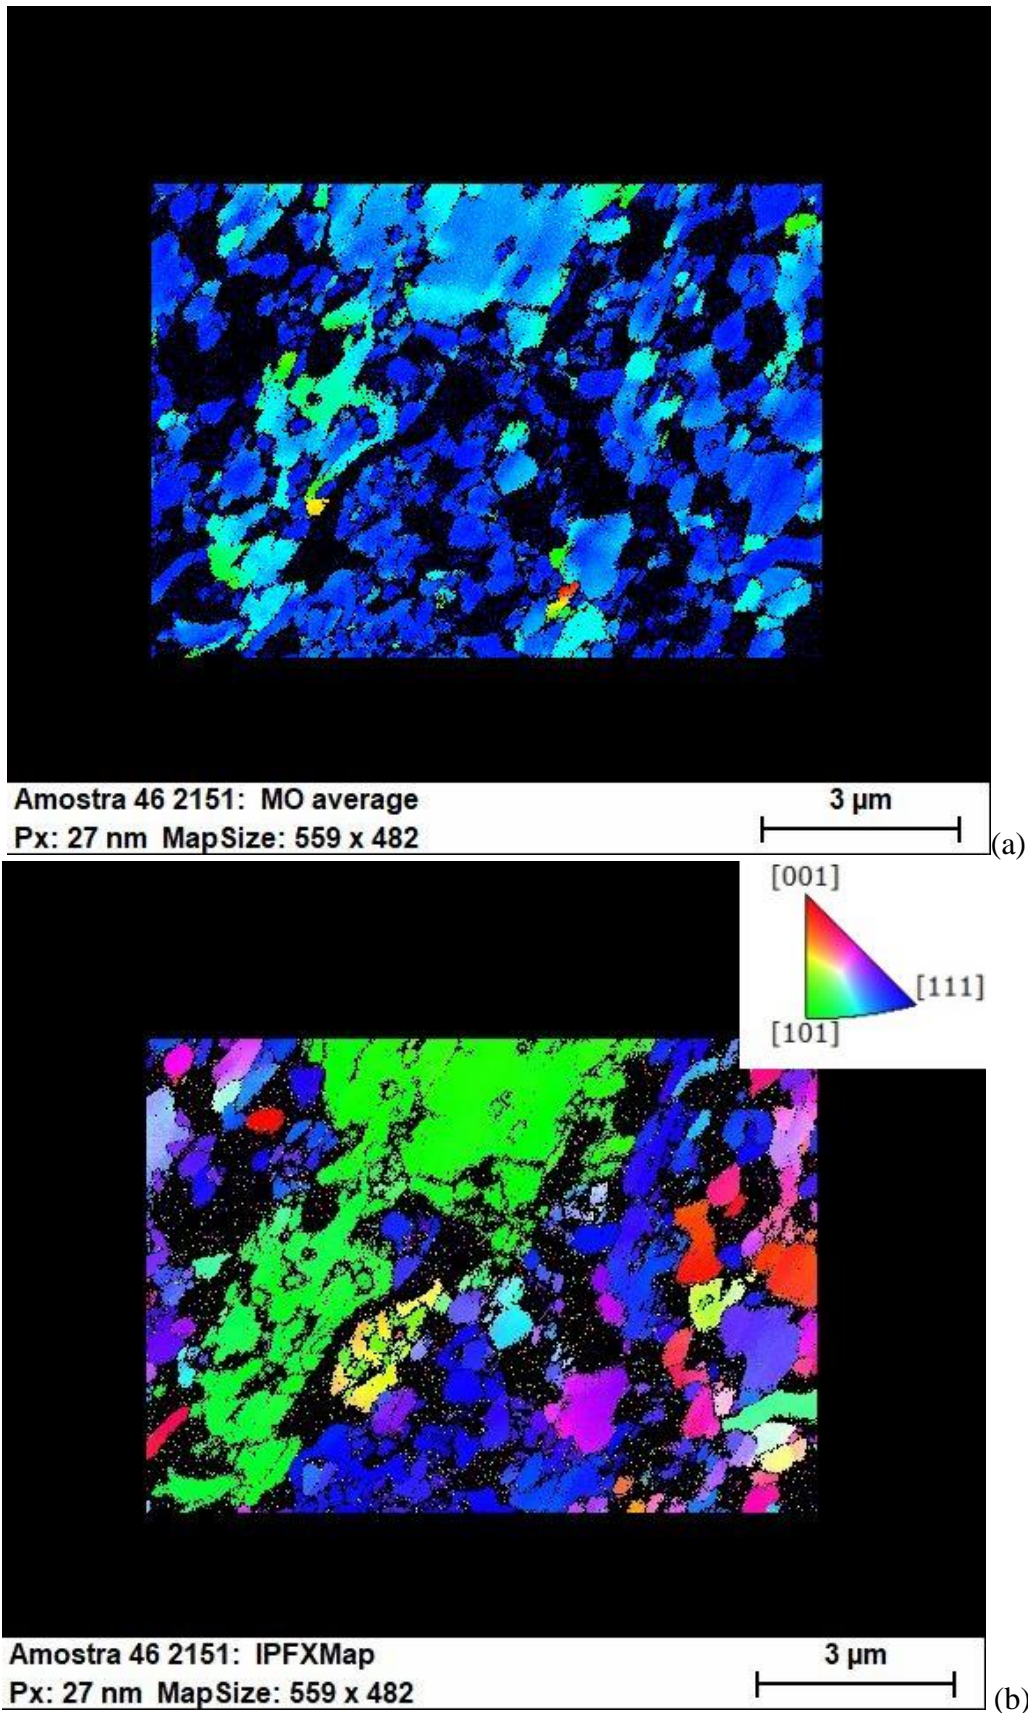 Amostra 46 2151: MO average
3 µm
Px: 27 nm MapSize: 559 x 482
(a)
[001]
[111]
[101]
Amostra 46 2151: IPFXMap
3 µm
Px: 27 nm MapSize: 559 x 482
(b)